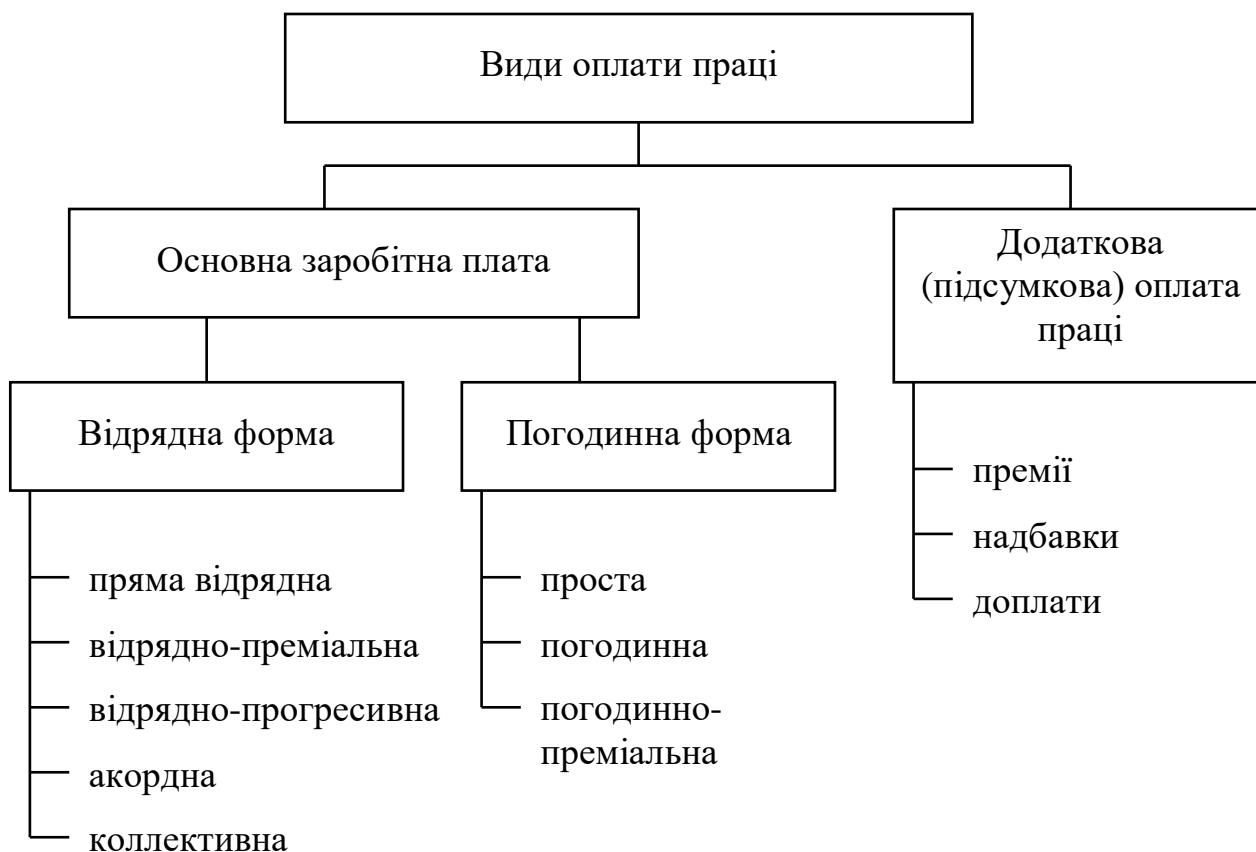 Види оплати праці
Основна заробітна плата
Додаткова
(підсумкова) оплата
праці
Відрядна форма
Погодинна форма
пряма відрядна
відрядно-преміальна
відрядно-прогресивна
акордна
коллективна
проста
погодинна
погодинно-
преміальна
премії
надбавки
доплати